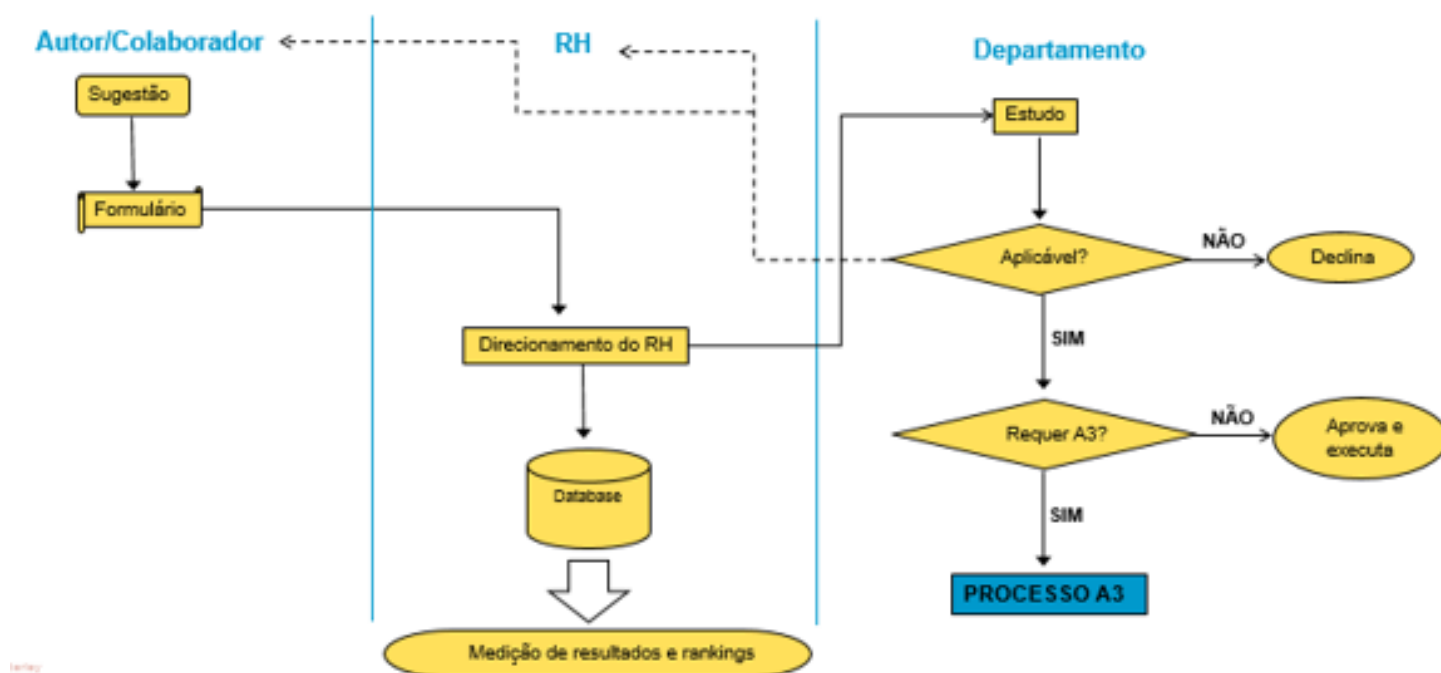 Autor/Colaborador
RH
Departamento
Sugestão
Estudo
Formulário
Aplicável?
NÃO
Declina
Direcionamento do RH
SIM
Requer A3?
NÃO
Aprova e
executa
Database
SIM
PROCESSO A3
Medição de resultados e rankings